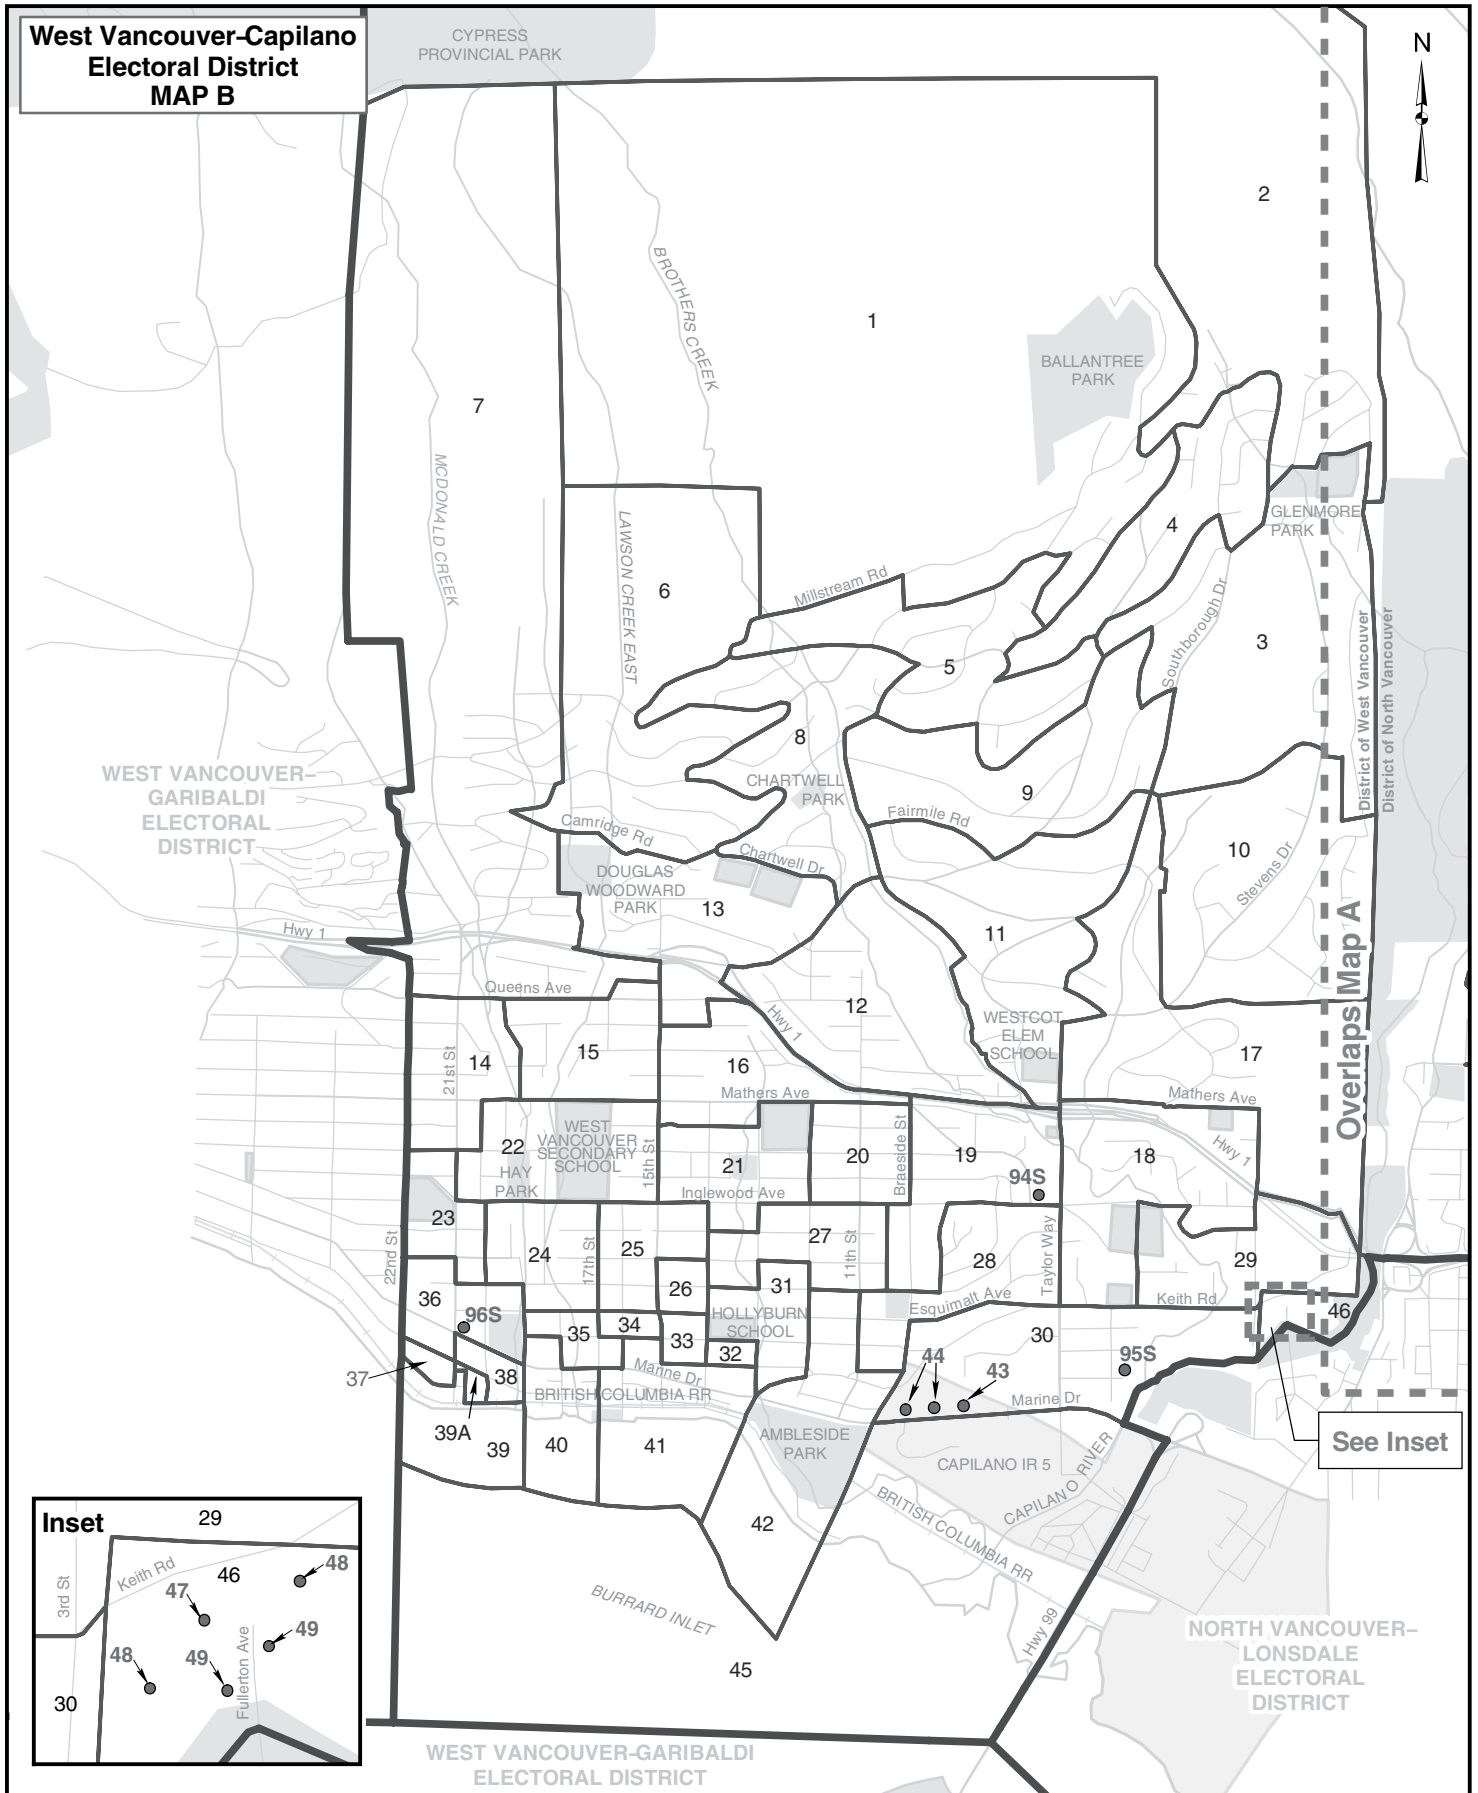 West Vancouver-Capilano
Electoral District
MAP B
CYPRESS
PROVINCIAL PARK
N
2
BROTHERS CREEK
1
BALLANTREE
PARK
7
MCDONALD CREEK
LAWSON CREEK EAST
4
GLENMORE
PARK
6
Millstream Rd
Southborough Dr
3
5
District of West Vancouver
District of North Vancouver
8
WEST VANCOUVER-
GARIBALDI
ELECTORAL
DISTRICT
CHARTWELL
PARK
9
Fairmile Rd
Camridge Rd
Chartwell Dr
10
Stevens Dr
DOUGLAS
WOODWARD
PARK
13
Hwy 1
11
Overlaps Map A
Queens Ave
12
Hwy 1
WESTCOT
ELEM
SCHOOL
14
21st St
15
16
17
Mathers Ave
Mathers Ave
22
WEST
VANCOUVER
SECONDARY
SCHOOL
HAY
PARK
15th St
21
20
Braeside St
19
18
Hwy 1
94S
Inglewood Ave
23
22nd St
24
17th St
25
27
11th St
28
Taylor Way
29
26
31
36
96S
Esquimalt Ave
Keith Rd
46
HOLLYBURN
SCHOOL
35
34
33
32
30
44
43
95S
37
38
Marine Dr
BRITISH COLUMBIA RR
Marine Dr
39A
39
40
41
AMBLESIDE
PARK
CAPILANO IR 5
CAPILANO RIVER
See Inset
BRITISH COLUMBIA RR
42
BURRARD INLET
Hwy 99
45
NORTH VANCOUVER-
LONSDALE
ELECTORAL
DISTRICT
WEST VANCOUVER-GARIBALDI
ELECTORAL DISTRICT
Inset
29
3rd St
Keith Rd
46
48
47
49
48
49
Fullerton Ave
30